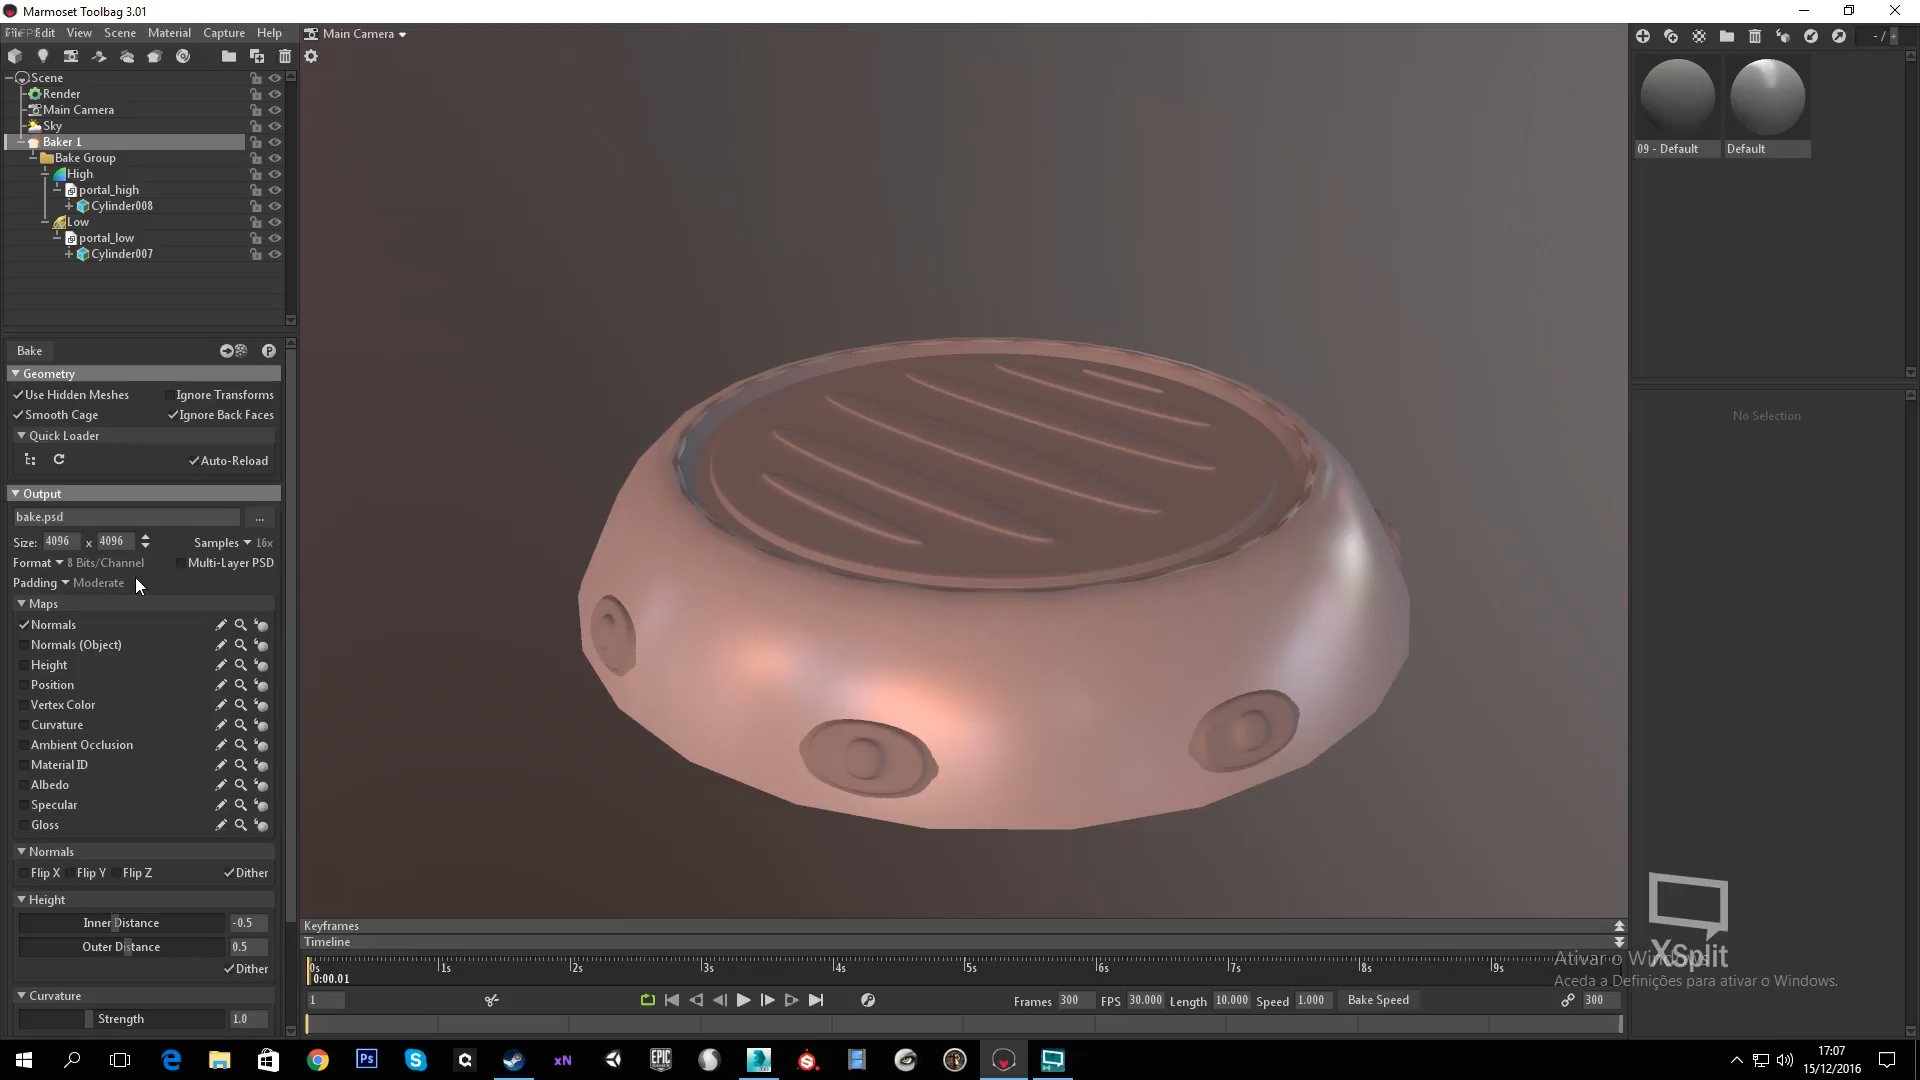 Marmoset Toolbag 3.01
Edit View Scene Material Capture Help
Main Camera
Scene
Render
Main Camera
Sky
Baker 1
Bake Group
High
portal_high
Cylinder008
Low
portal_low
Cylinder007
Bake
Geometry
Use Hidden Meshes Ignore Transforms
Smooth Cage Ignore Back Faces
Quick Loader
Auto-Reload
Output
bake.psd ...
Size: 4096 x 4096 Samples 16x
Format 8 Bits/Channel Multi-Layer PSD
Padding Moderate
Maps
Normals
Normals (Object)
Height
Position
Vertex Color
Curvature
Ambient Occlusion
Material ID
Albedo
Specular
Gloss
Normals
Flip X Flip Y Flip Z Dither
Height
Inner Distance -0.5
Outer Distance 0.5
Dither
Curvature
Strength 1.0
09 - Default Default
No Selection
Keyframes
Timeline
0s 1s 2s 3s 4s 5s 6s 7s 8s 9s
0:00.01
1 Frames 300 FPS 30.000 Length 10.000 Speed 1.000 Bake Speed 300
XSplit
Ativar o Windows
Aceda a Definições para ativar o Windows.
Ps
xN
EPIC GAMES
17:07
15/12/2016